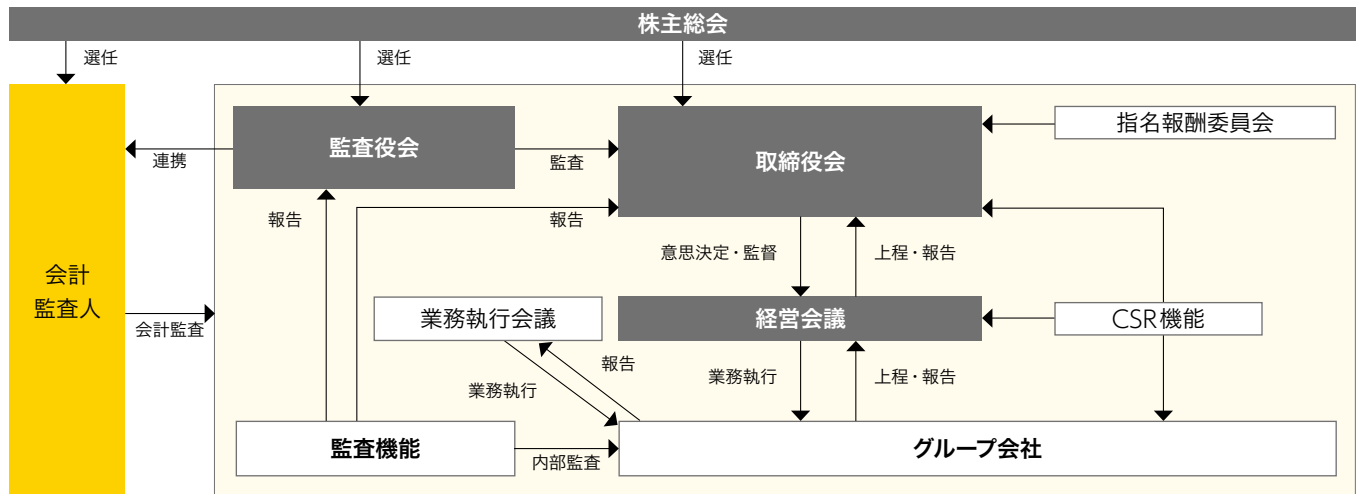 株主総会
選任
選任
選任
監査役会
取締役会
指名報酬委員会
連携
監査
報告
報告
意思決定・監督
上程・報告
会計
監査人
会計監査
業務執行会議
経営会議
CSR機能
報告
業務執行
業務執行
上程・報告
監査機能
内部監査
グループ会社